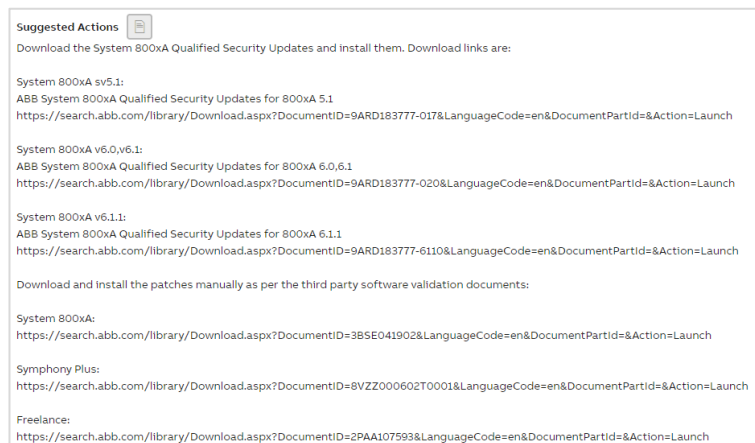 Suggested Actions
Download the System 800xA Qualified Security Updates and install them. Download links are:
System 800xA sv5.1:
ABB System 800xA Qualified Security Updates for 800xA 5.1
https://search.abb.com/library/Download.aspx?DocumentID=9ARD183777-017&LanguageCode=en&DocumentPartId=&Action=Launch
System 800xA v6.0,v6.1:
ABB System 800xA Qualified Security Updates for 800xA 6.0,6.1
https://search.abb.com/library/Download.aspx?DocumentID=9ARD183777-020&LanguageCode=en&DocumentPartId=&Action=Launch
System 800xA v6.1.1:
ABB System 800xA Qualified Security Updates for 800xA 6.1.1
https://search.abb.com/library/Download.aspx?DocumentID=9ARD183777-6110&LanguageCode=en&DocumentPartId=&Action=Launch
Download and install the patches manually as per the third party software validation documents:
System 800xA:
https://search.abb.com/library/Download.aspx?DocumentID=3BSE041902&LanguageCode=en&DocumentPartId=&Action=Launch
Symphony Plus:
https://search.abb.com/library/Download.aspx?DocumentID=8VZZ000602T0001&LanguageCode=en&DocumentPartId=&Action=Launch
Freelance:
https://search.abb.com/library/Download.aspx?DocumentID=2PAA107593&LanguageCode=en&DocumentPartId=&Action=Launch